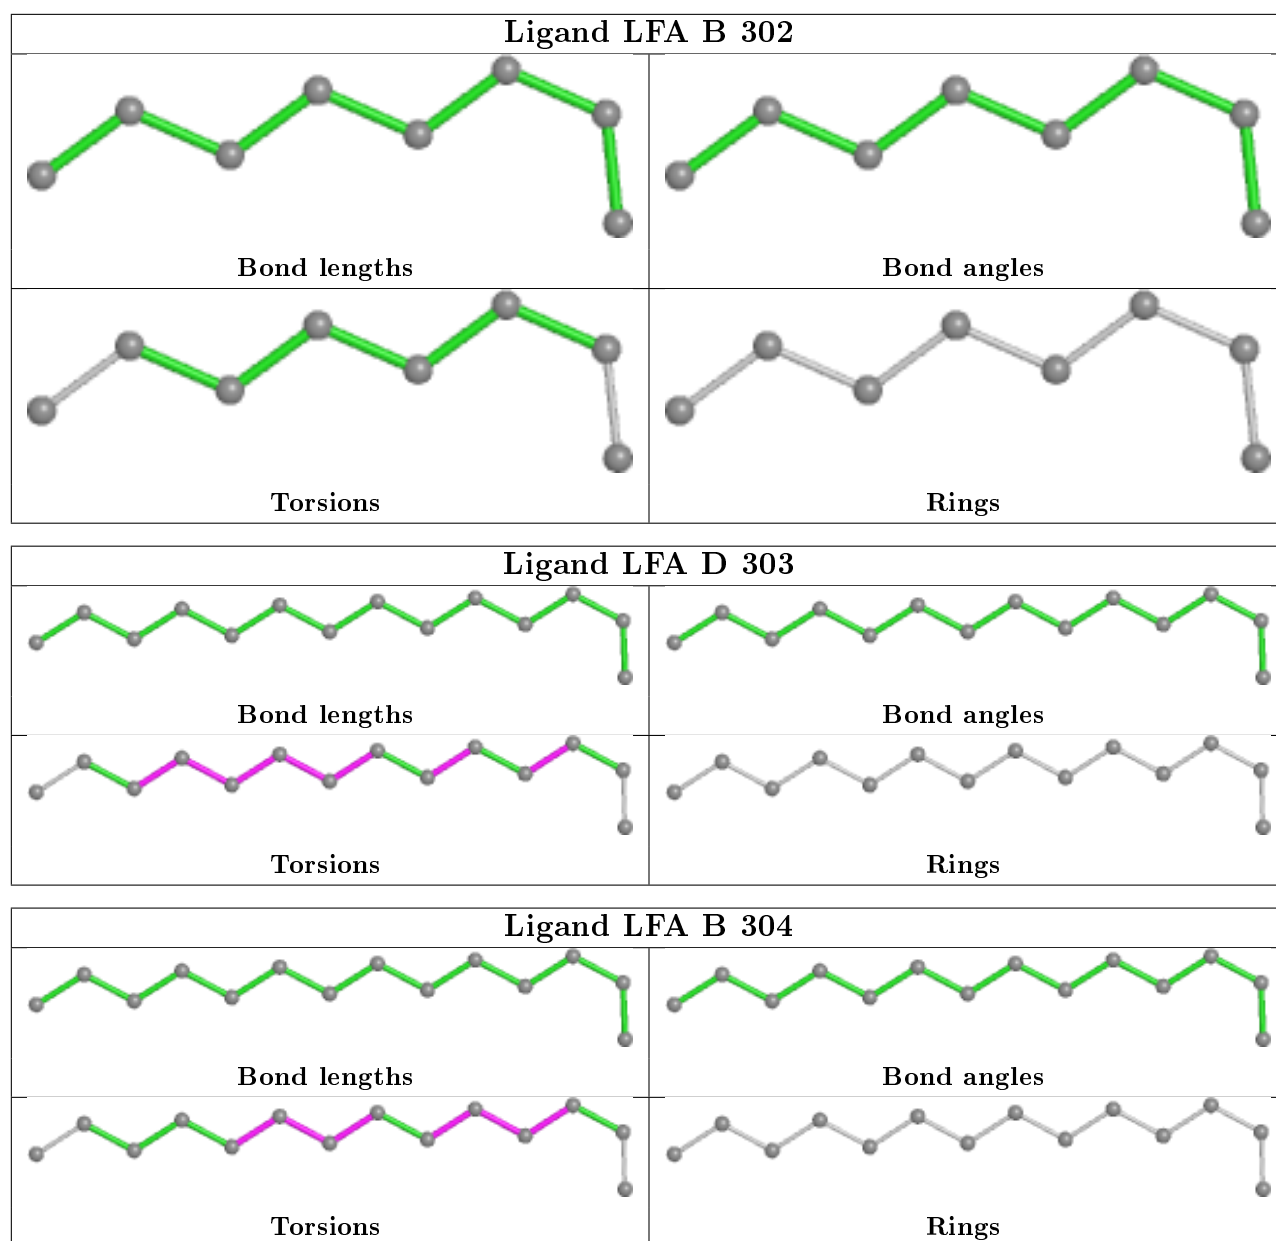 Ligand LFA B 302
Bond lengths
Bond angles
Torsions
Rings
Ligand LFA D 303
Bond lengths
Bond angles
Torsions
Rings
Ligand LFA B 304
Bond lengths
Bond angles
Torsions
Rings